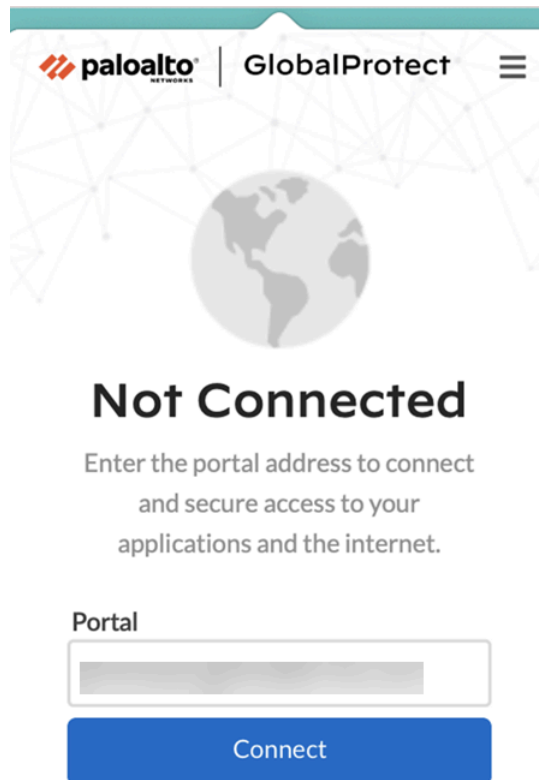 paloalto NETWORKS | GlobalProtect
Not Connected
Enter the portal address to connect
and secure access to your
applications and the internet.
Portal
Connect